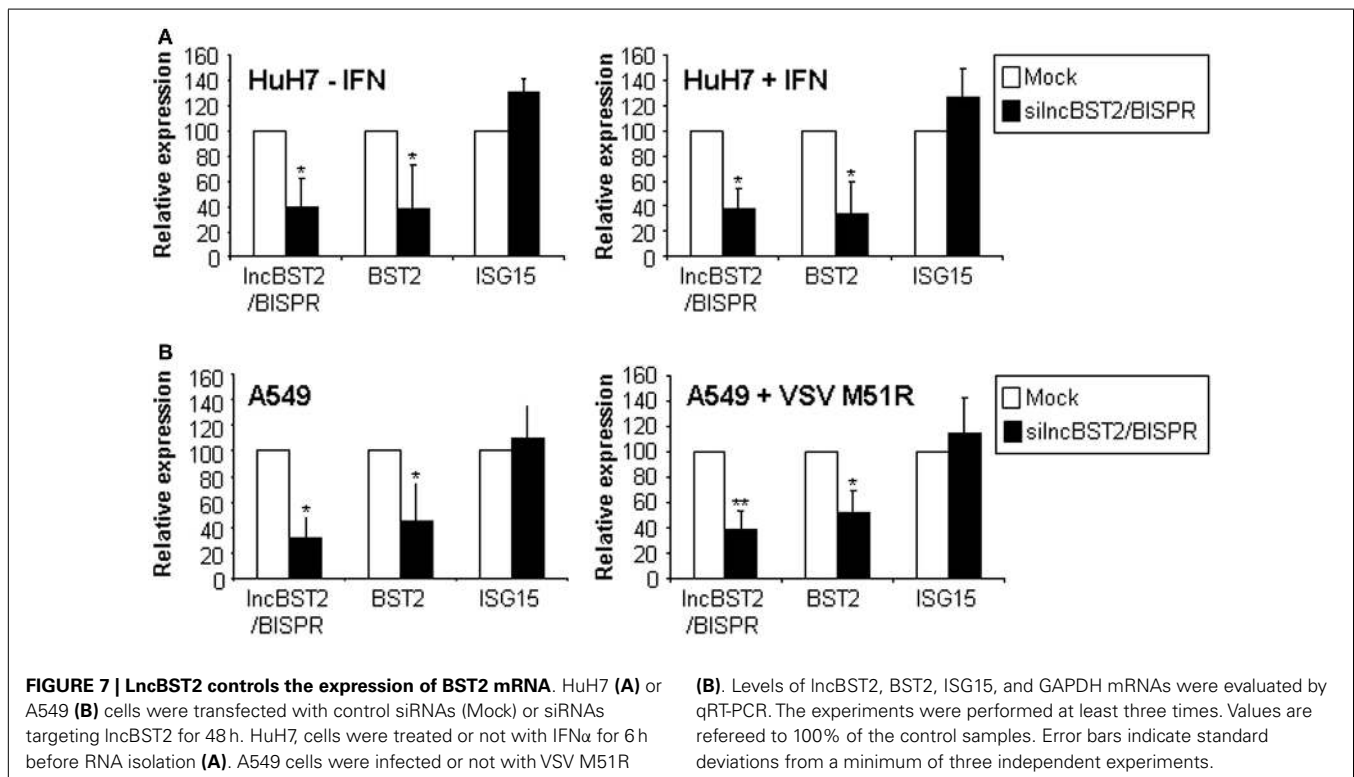 A
160
140
120
100
80
60
40
20
0
Relative expression
HuH7 - IFN
*
*
lncBST2
/BISPR
BST2
ISG15
160
140
120
100
80
60
40
20
0
Relative expression
HuH7 + IFN
*
*
lncBST2
/BISPR
BST2
ISG15
Mock
silncBST2/BISPR
B
160
140
120
100
80
60
40
20
0
Relative expression
A549
*
*
lncBST2
/BISPR
BST2
ISG15
160
140
120
100
80
60
40
20
0
Relative expression
A549 + VSV M51R
**
*
lncBST2
/BISPR
BST2
ISG15
Mock
silncBST2/BISPR
FIGURE 7 | LncBST2 controls the expression of BST2 mRNA. HuH7 (A) or
A549 (B) cells were transfected with control siRNAs (Mock) or siRNAs
targeting lncBST2 for 48 h. HuH7, cells were treated or not with IFNα for 6 h
before RNA isolation (A). A549 cells were infected or not with VSV M51R
(B). Levels of lncBST2, BST2, ISG15, and GAPDH mRNAs were evaluated by
qRT-PCR. The experiments were performed at least three times. Values are
refereed to 100% of the control samples. Error bars indicate standard
deviations from a minimum of three independent experiments.